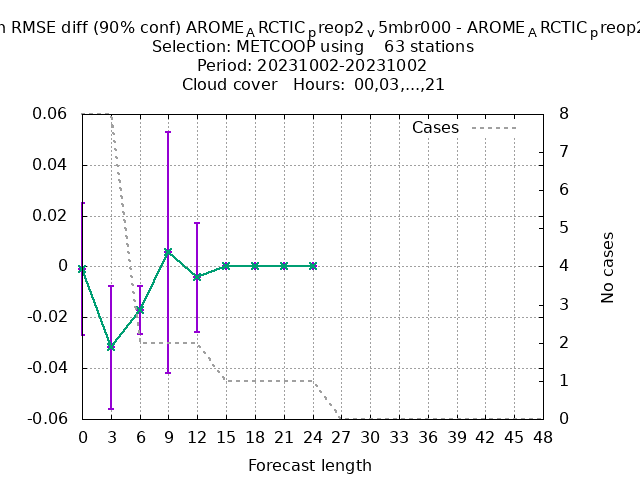 RMSE diff (90% conf) AROME_ARCTIC_preop2_v5mbr000 - AROME_ARCTIC_preop2
Selection: METCOOP using 63 stations
Period: 20231002-20231002
Cloud cover Hours: 00,03,...,21
Cases
0.06
0.04
0.02
0
-0.02
-0.04
-0.06
8
7
6
5
4
3
2
1
0
No cases
0 3 6 9 12 15 18 21 24 27 30 33 36 39 42 45 48
Forecast length